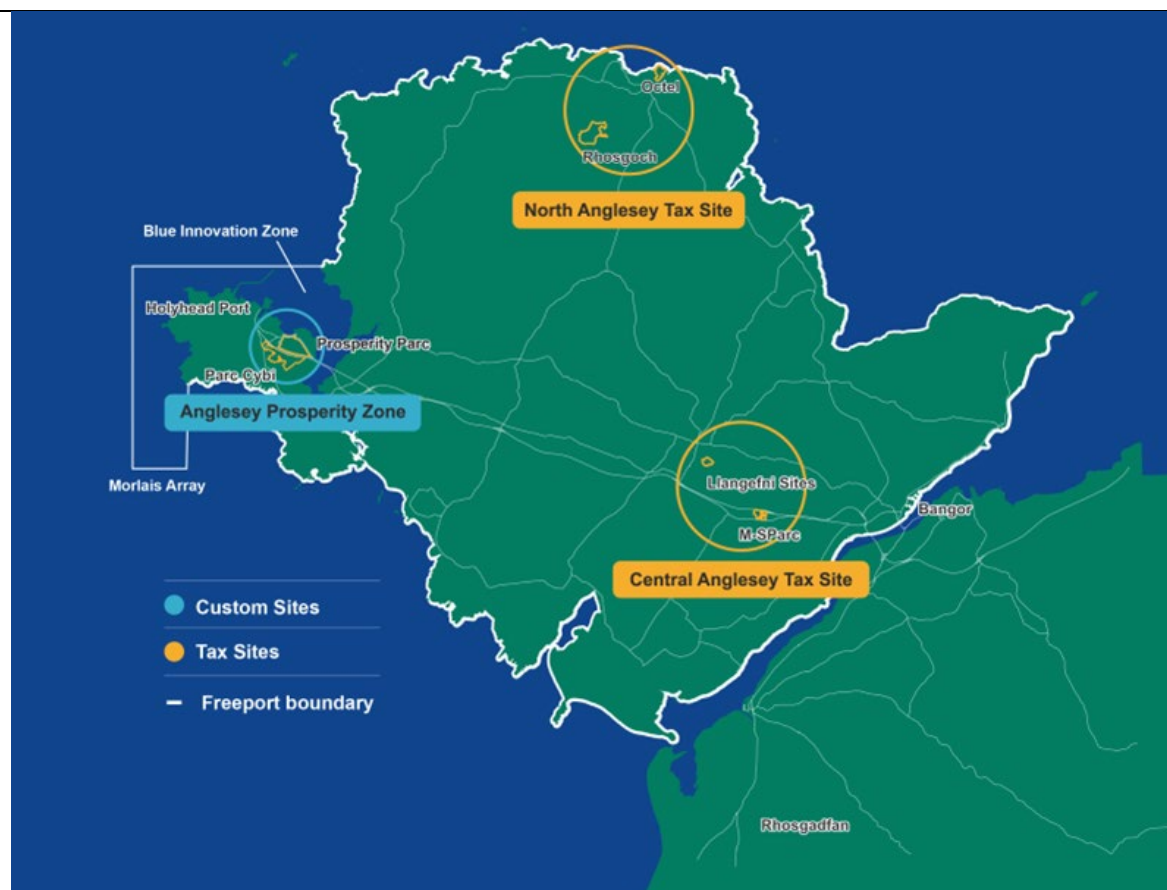 Octel
Rhosgoch
North Anglesey Tax Site
Blue Innovation Zone
Holyhead Port
Prosperity Parc
Parc Cybi
Anglesey Prosperity Zone
Morlais Array
Llangefni Sites
M-SParc
Bangor
Central Anglesey Tax Site
Custom Sites
Tax Sites
Freeport boundary
Rhosgadfan